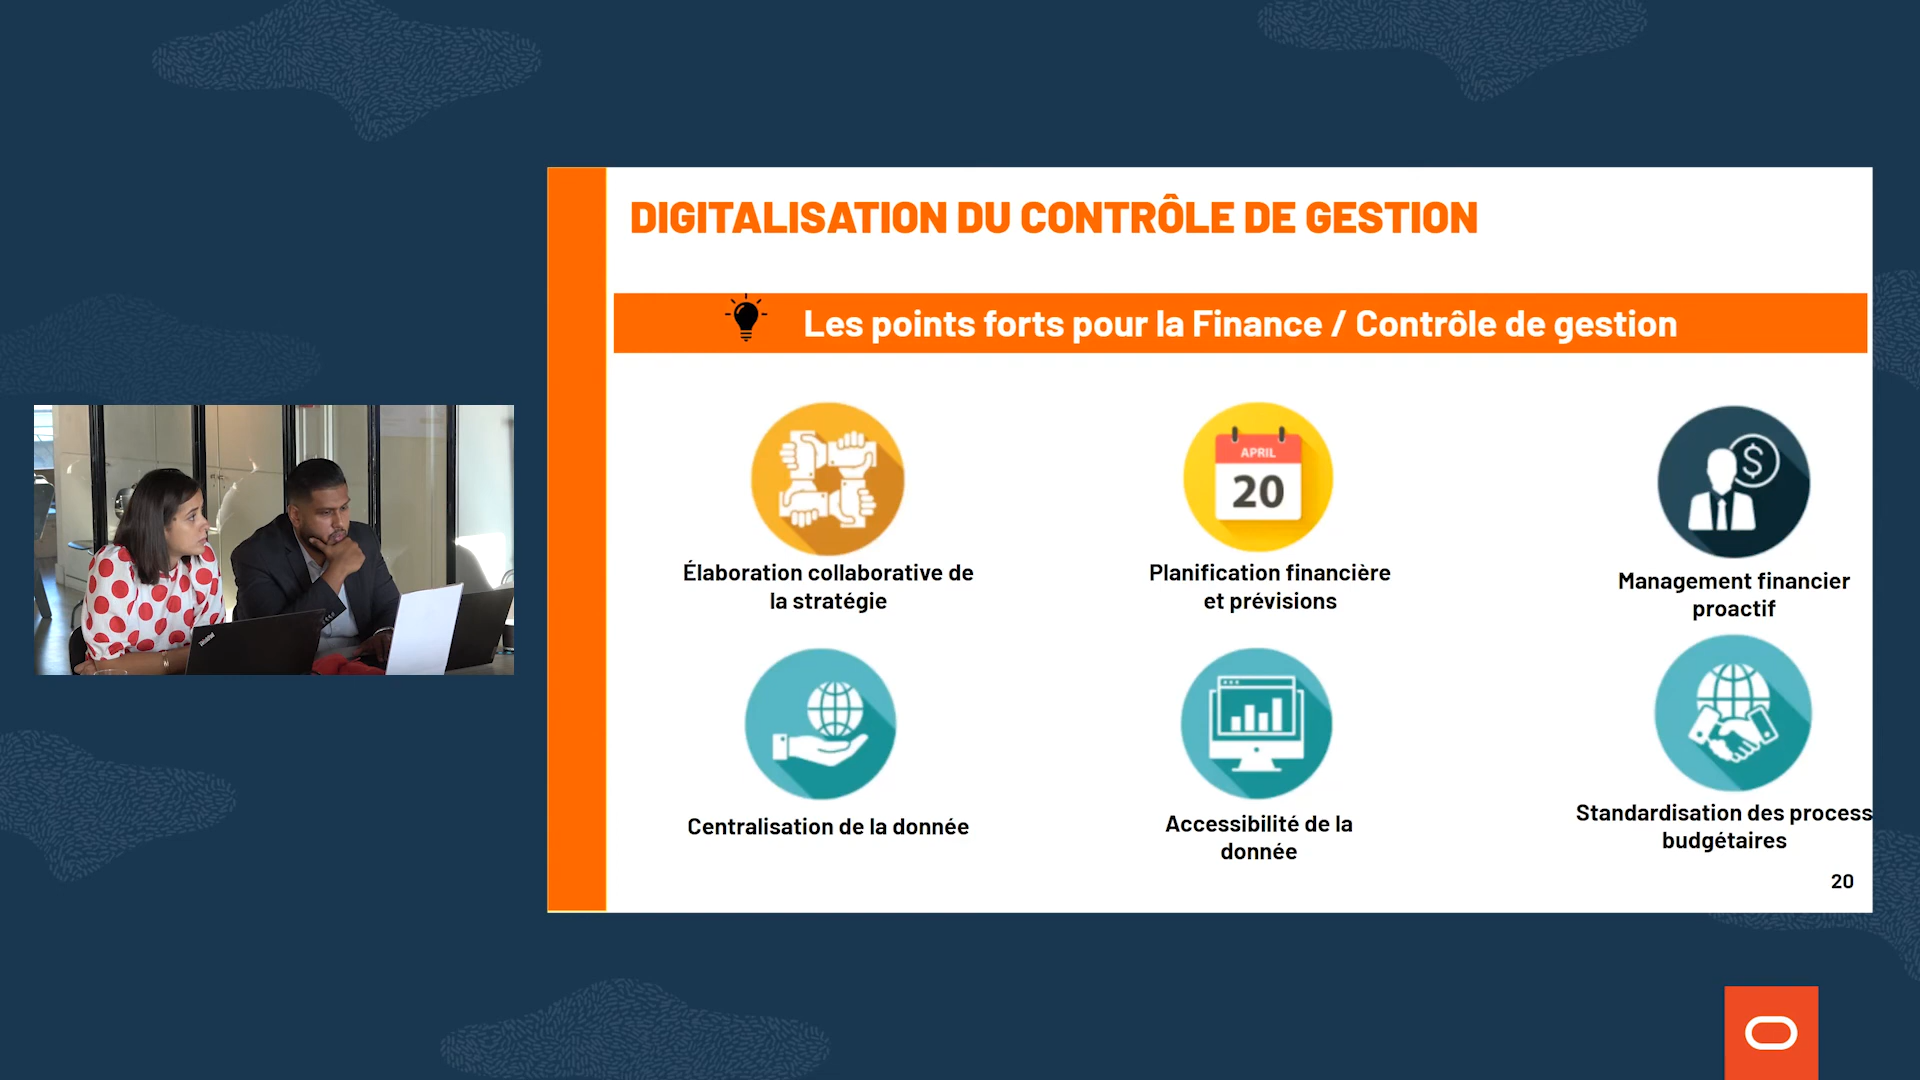 DIGITALISATION DU CONTRÔLE DE GESTION
Les points forts pour la Finance / Contrôle de gestion
APRIL
20
Élaboration collaborative de
la stratégie
Planification financière
et prévisions
Management financier
proactif
Centralisation de la donnée
Accessibilité de la
donnée
Standardisation des process
budgétaires
20
ThinkPad